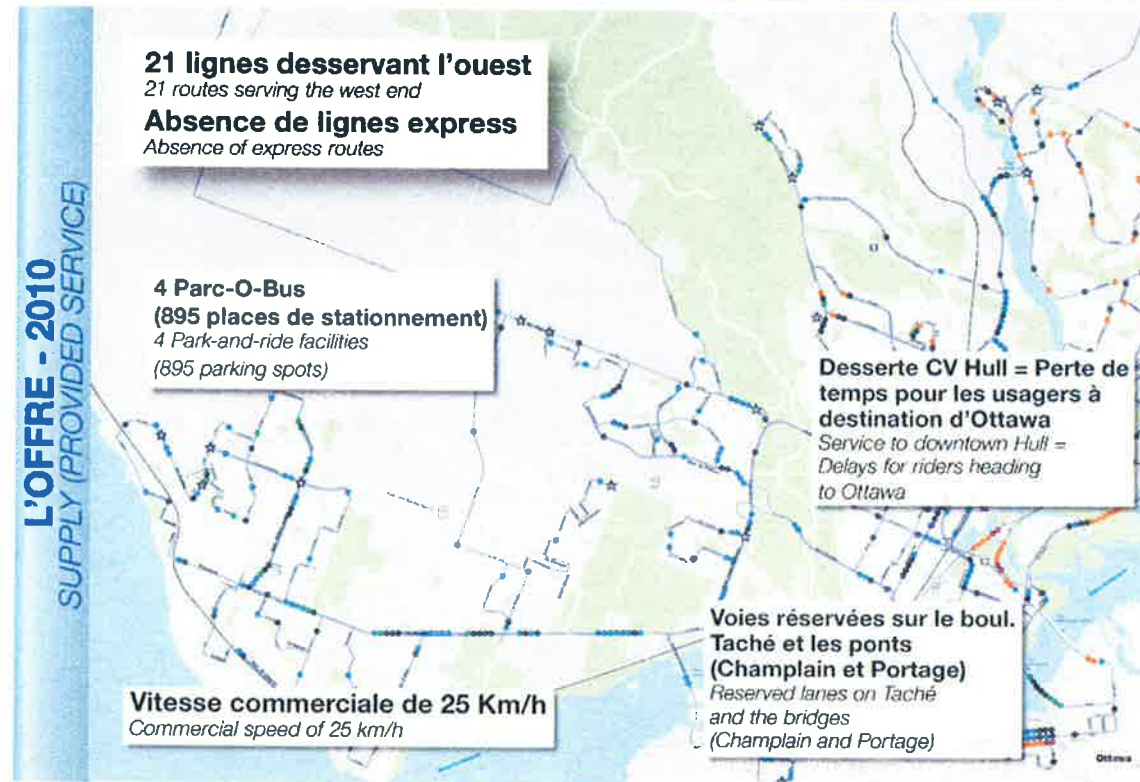 L'OFFRE - 2010
SUPPLY (PROVIDED SERVICE)
21 lignes desservant l'ouest
21 routes serving the west end
Absence de lignes express
Absence of express routes
4 Parc-O-Bus
(895 places de stationnement)
4 Park-and-ride facilities
(895 parking spots)
Desserte CV Hull = Perte de
temps pour les usagers à
destination d'Ottawa
Service to downtown Hull =
Delays for riders heading
to Ottawa
Voies réservées sur le boul.
Taché et les ponts
(Champlain et Portage)
Reserved lanes on Taché
and the bridges
(Champlain and Portage)
Vitesse commerciale de 25 Km/h
Commercial speed of 25 km/h
Ottawa